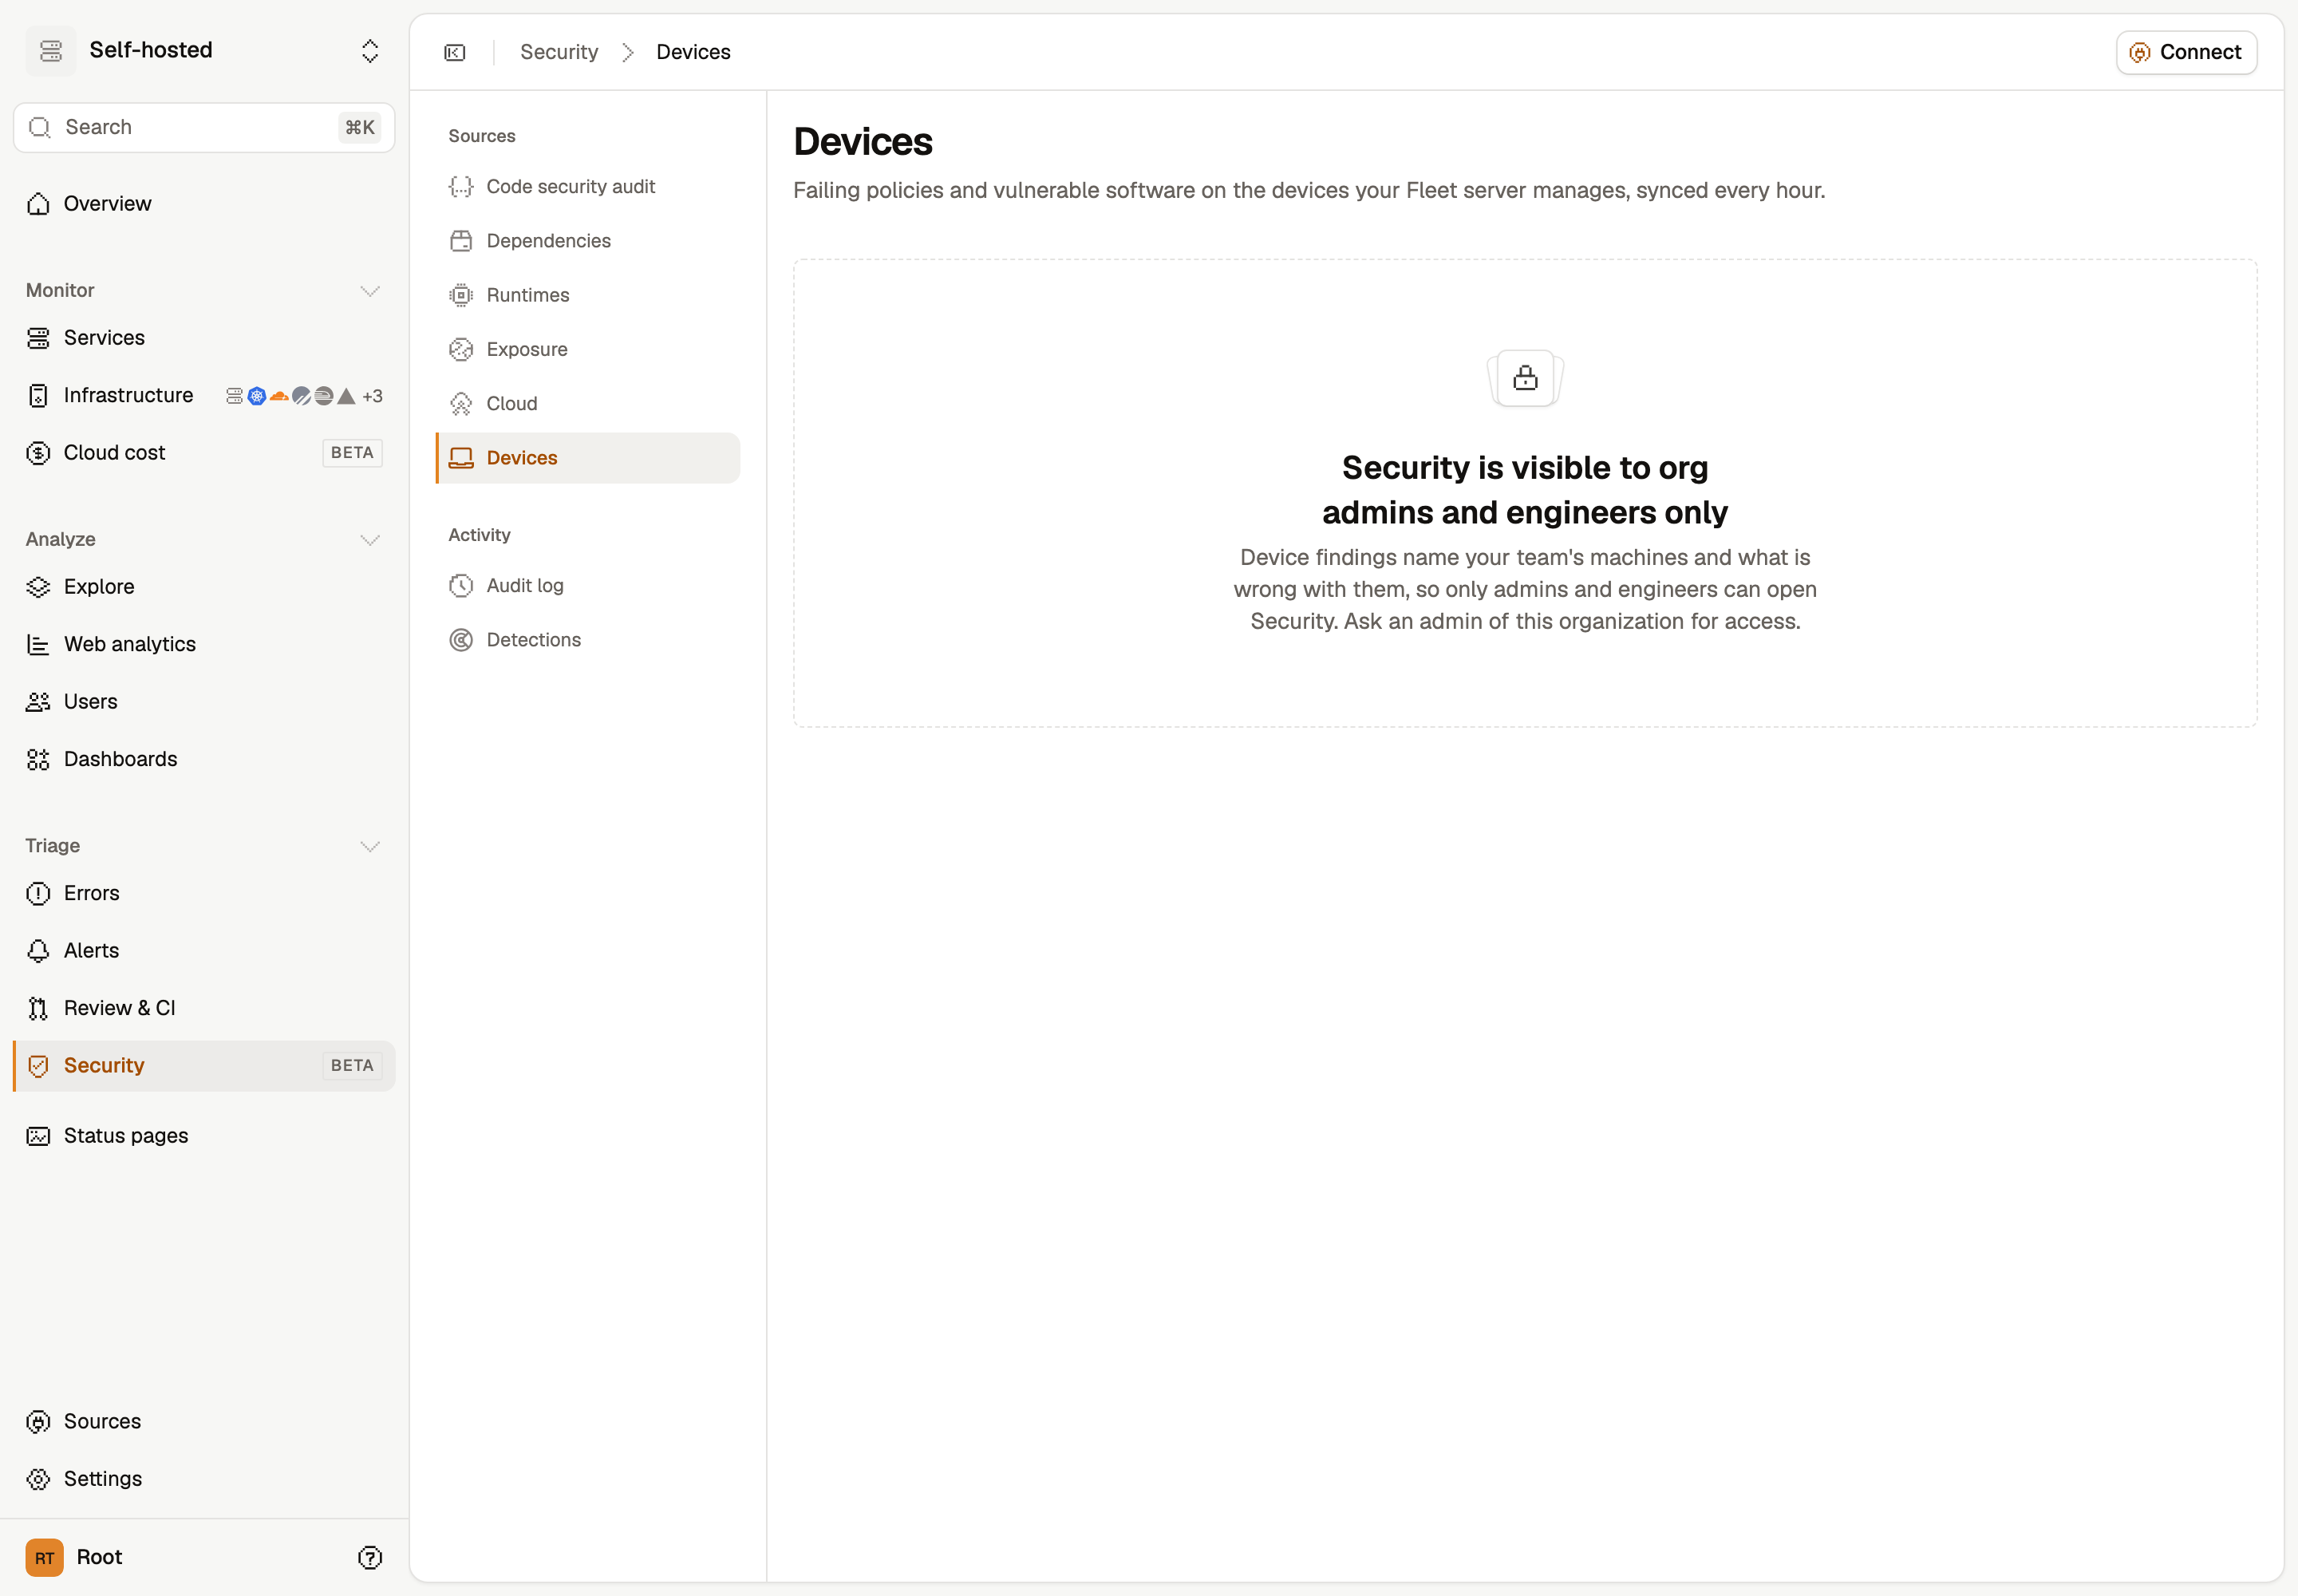 Self-hosted
Search
⌘K
Overview
Monitor
Services
Infrastructure
+3
Cloud cost
BETA
Analyze
Explore
Web analytics
Users
Dashboards
Triage
Errors
Alerts
Review & CI
Security
BETA
Status pages
Sources
Settings
RT
Root
Security
Devices
Connect
Sources
Code security audit
Dependencies
Runtimes
Exposure
Cloud
Devices
Activity
Audit log
Detections
Devices
Failing policies and vulnerable software on the devices your Fleet server manages, synced every hour.
Security is visible to org
admins and engineers only
Device findings name your team's machines and what is
wrong with them, so only admins and engineers can open
Security. Ask an admin of this organization for access.